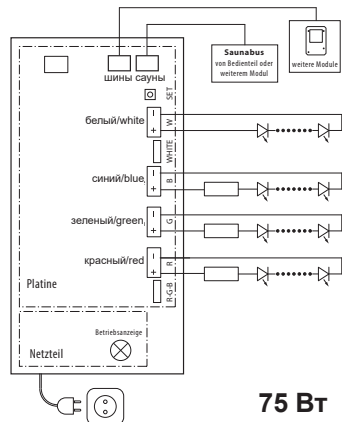 Saunabus
von Bedienteil oder
weiterem Modul
weitere Module
шины сауны
SET
белый/white
W
- +
WHITE
синий/blue
B
- +
зеленый/green
G
- +
красный/red
R
- +
R-G-B
Platine
Betriebsanzeige
Netzteil
75 Вт